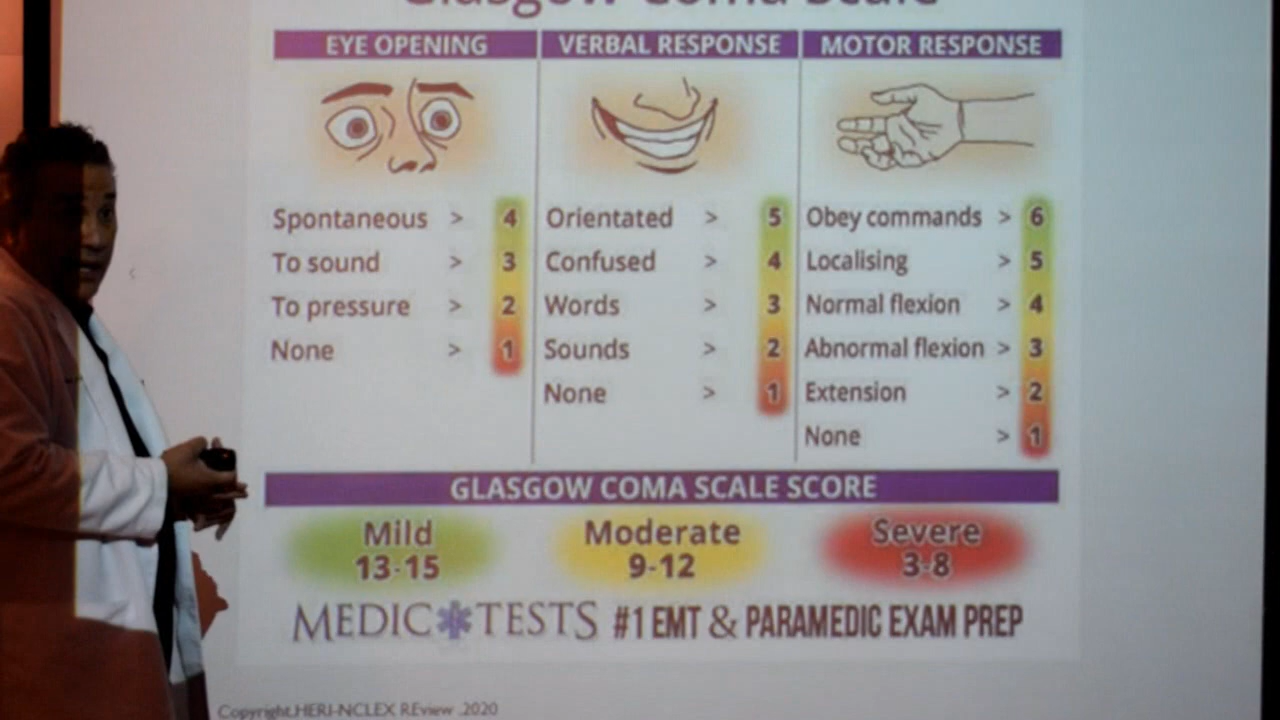 Glasgow Coma Scale
EYE OPENING
Spontaneous > 4
To sound > 3
To pressure > 2
None > 1
VERBAL RESPONSE
Orientated > 5
Confused > 4
Words > 3
Sounds > 2
None > 1
MOTOR RESPONSE
Obey commands > 6
Localising > 5
Normal flexion > 4
Abnormal flexion > 3
Extension > 2
None > 1
GLASGOW COMA SCALE SCORE
Mild
13-15
Moderate
9-12
Severe
3-8
MEDIC TESTS #1 EMT & PARAMEDIC EXAM PREP
Copyright.HERI-NCLEX REview .2020